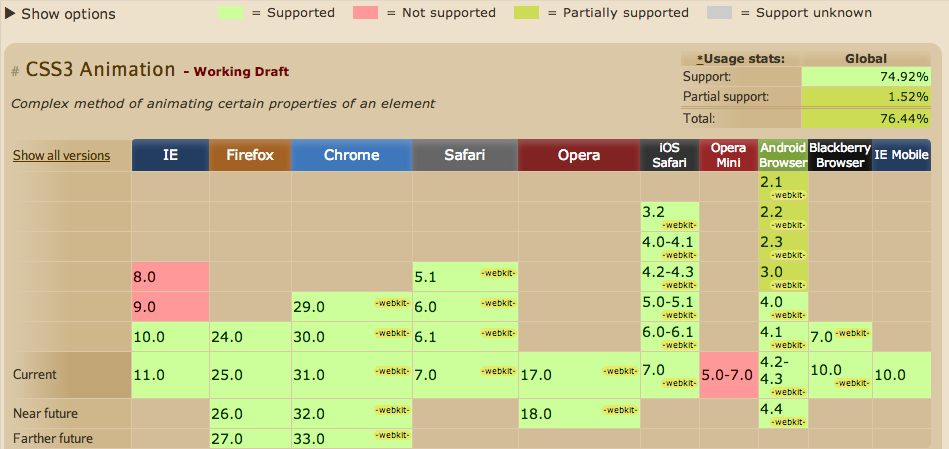 ▶ Show options = Supported = Not supported = Partially supported = Support unknown
# CSS3 Animation - Working Draft
*Usage stats: Global
Support: 74.92%
Partial support: 1.52%
Total: 76.44%
Complex method of animating certain properties of an element
Show all versions IE Firefox Chrome Safari Opera iOS Safari Opera Mini Android Browser Blackberry Browser IE Mobile
2.1 -webkit-
3.2 -webkit- 2.2 -webkit-
4.0-4.1 -webkit- 2.3 -webkit-
8.0 5.1 -webkit- 4.2-4.3 -webkit- 3.0 -webkit-
9.0 29.0 -webkit- 6.0 -webkit- 5.0-5.1 -webkit- 4.0 -webkit-
10.0 24.0 30.0 -webkit- 6.1 -webkit- 6.0-6.1 -webkit- 4.1 -webkit- 7.0 -webkit-
Current 11.0 25.0 31.0 -webkit- 7.0 -webkit- 17.0 -webkit- 7.0 -webkit- 5.0-7.0 4.2-4.3 -webkit- 10.0 -webkit- 10.0
Near future 26.0 32.0 -webkit- 18.0 -webkit- 4.4 -webkit-
Farther future 27.0 33.0 -webkit-